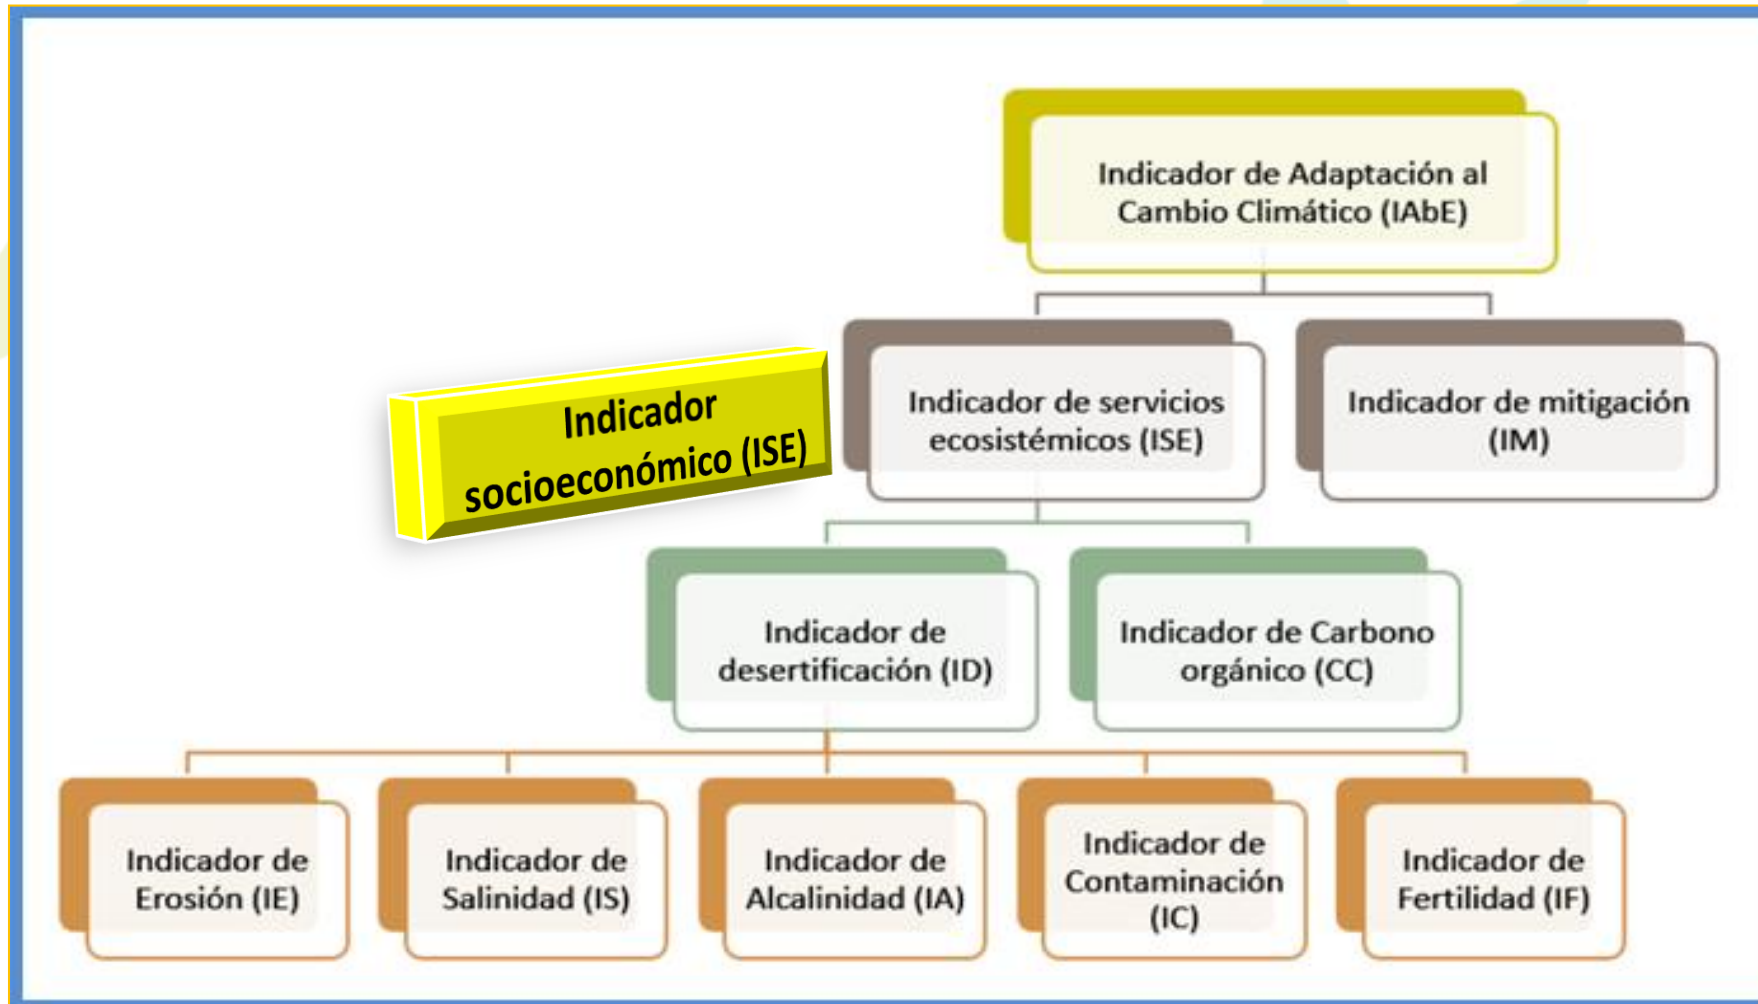 Indicador de Adaptación al
Cambio Climático (IAbE)
Indicador
socioeconómico (ISE)
Indicador de servicios
ecosistémicos (ISE)
Indicador de mitigación
(IM)
Indicador de
desertificación (ID)
Indicador de Carbono
orgánico (CC)
Indicador de
Erosión (IE)
Indicador de
Salinidad (IS)
Indicador de
Alcalinidad (IA)
Indicador de
Contaminación
(IC)
Indicador de
Fertilidad (IF)